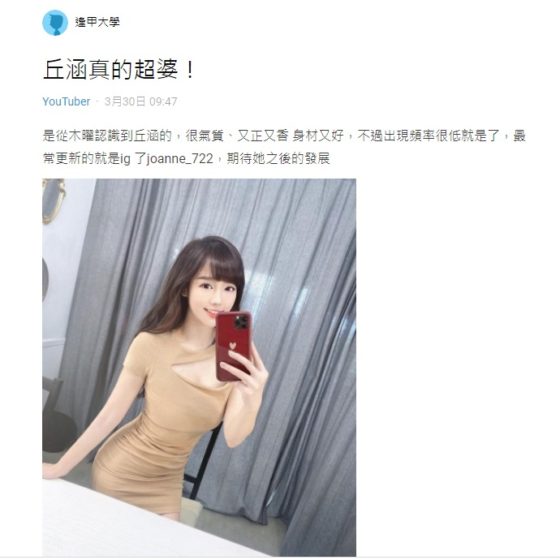 逢甲大學
丘涵真的超婆！
YouTuber · 3月30日 09:47
是從木曜認識到丘涵的，很氣質、又正又香 身材又好，不過出現頻率很低就是了，最
常更新的就是ig 了joanne_722，期待她之後的發展